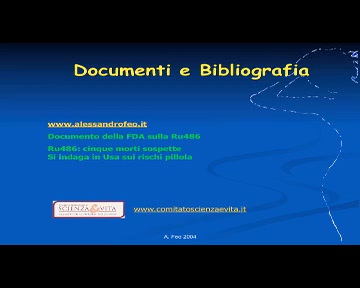 Documenti e Bibliografia
www.alessandrofeo.it
Documento della FDA sulla Ru486
Ru486: cinque morti sospette
Si indaga in Usa sui rischi pillola
SCIENZA&VITA
www.comitatoscienzaevita.it
A. Feo 2004